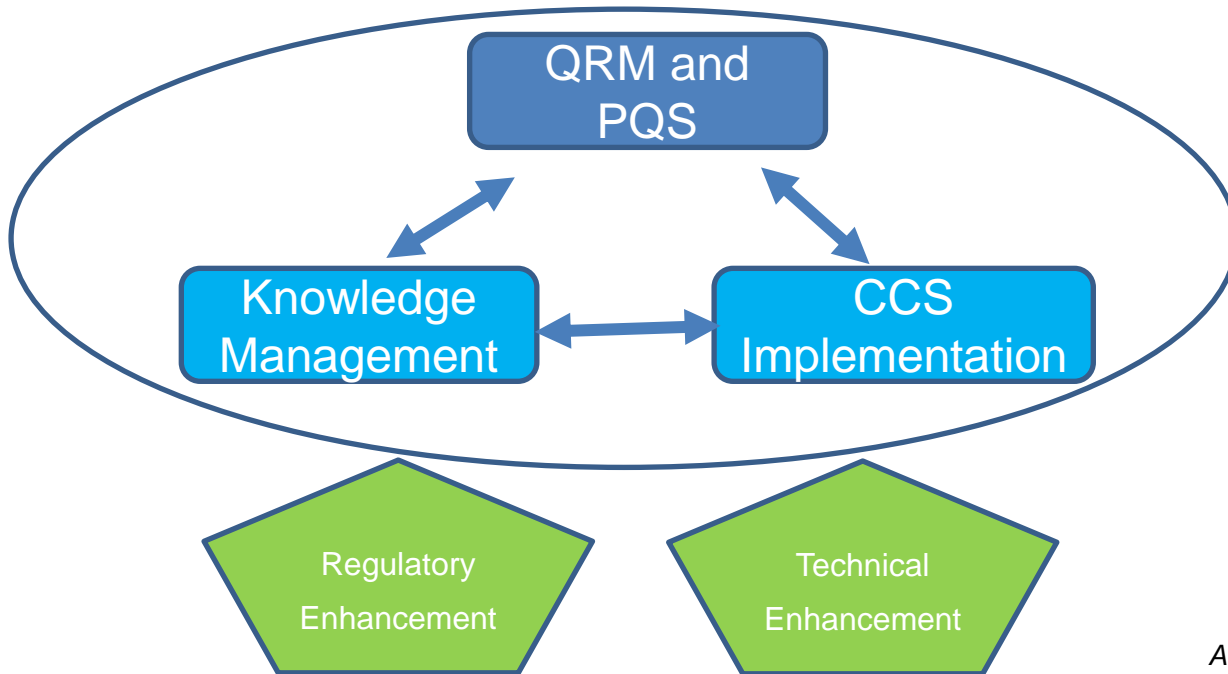 QRM and
PQS
Knowledge
Management
CCS
Implementation
Regulatory
Enhancement
Technical
Enhancement
A